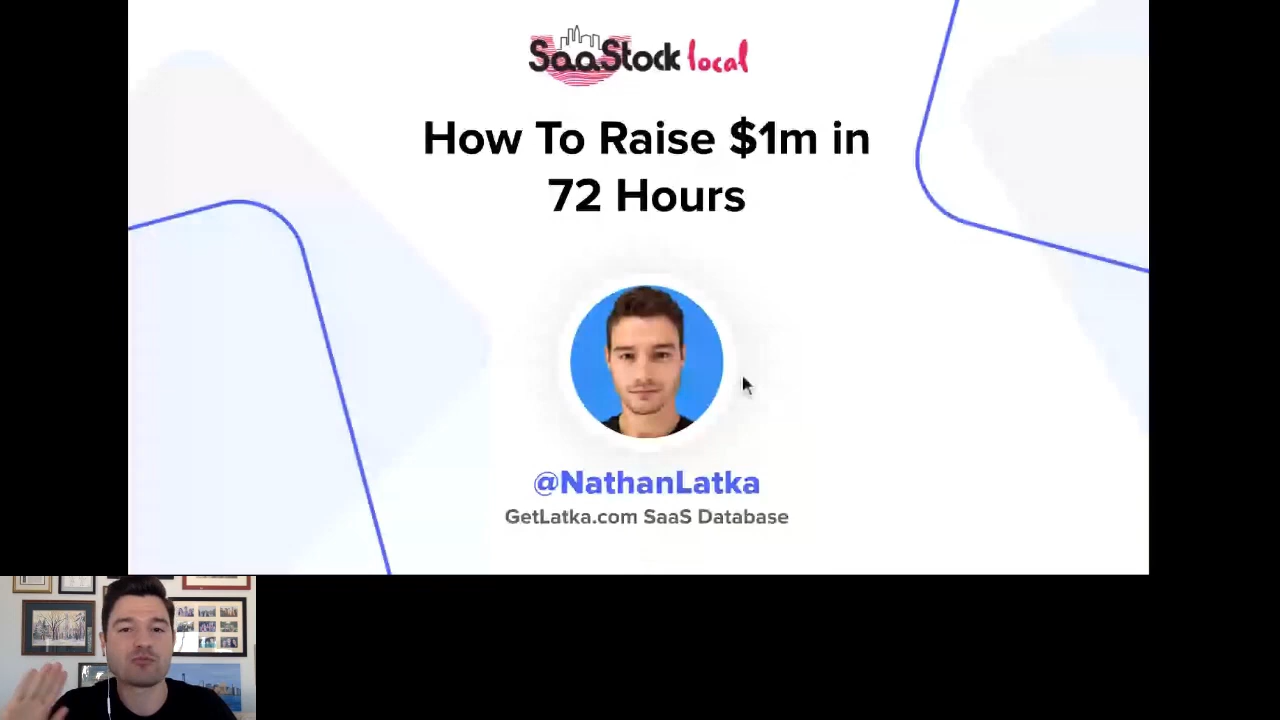 SaaStock local
How To Raise $1m in
72 Hours
@NathanLatka
GetLatka.com SaaS Database